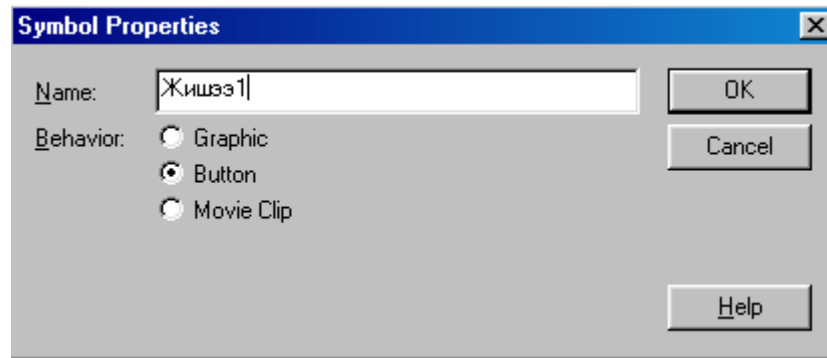 Symbol Properties
Name: Жишээ1 OK
Behavior: Graphic Cancel
Button
Movie Clip
Help